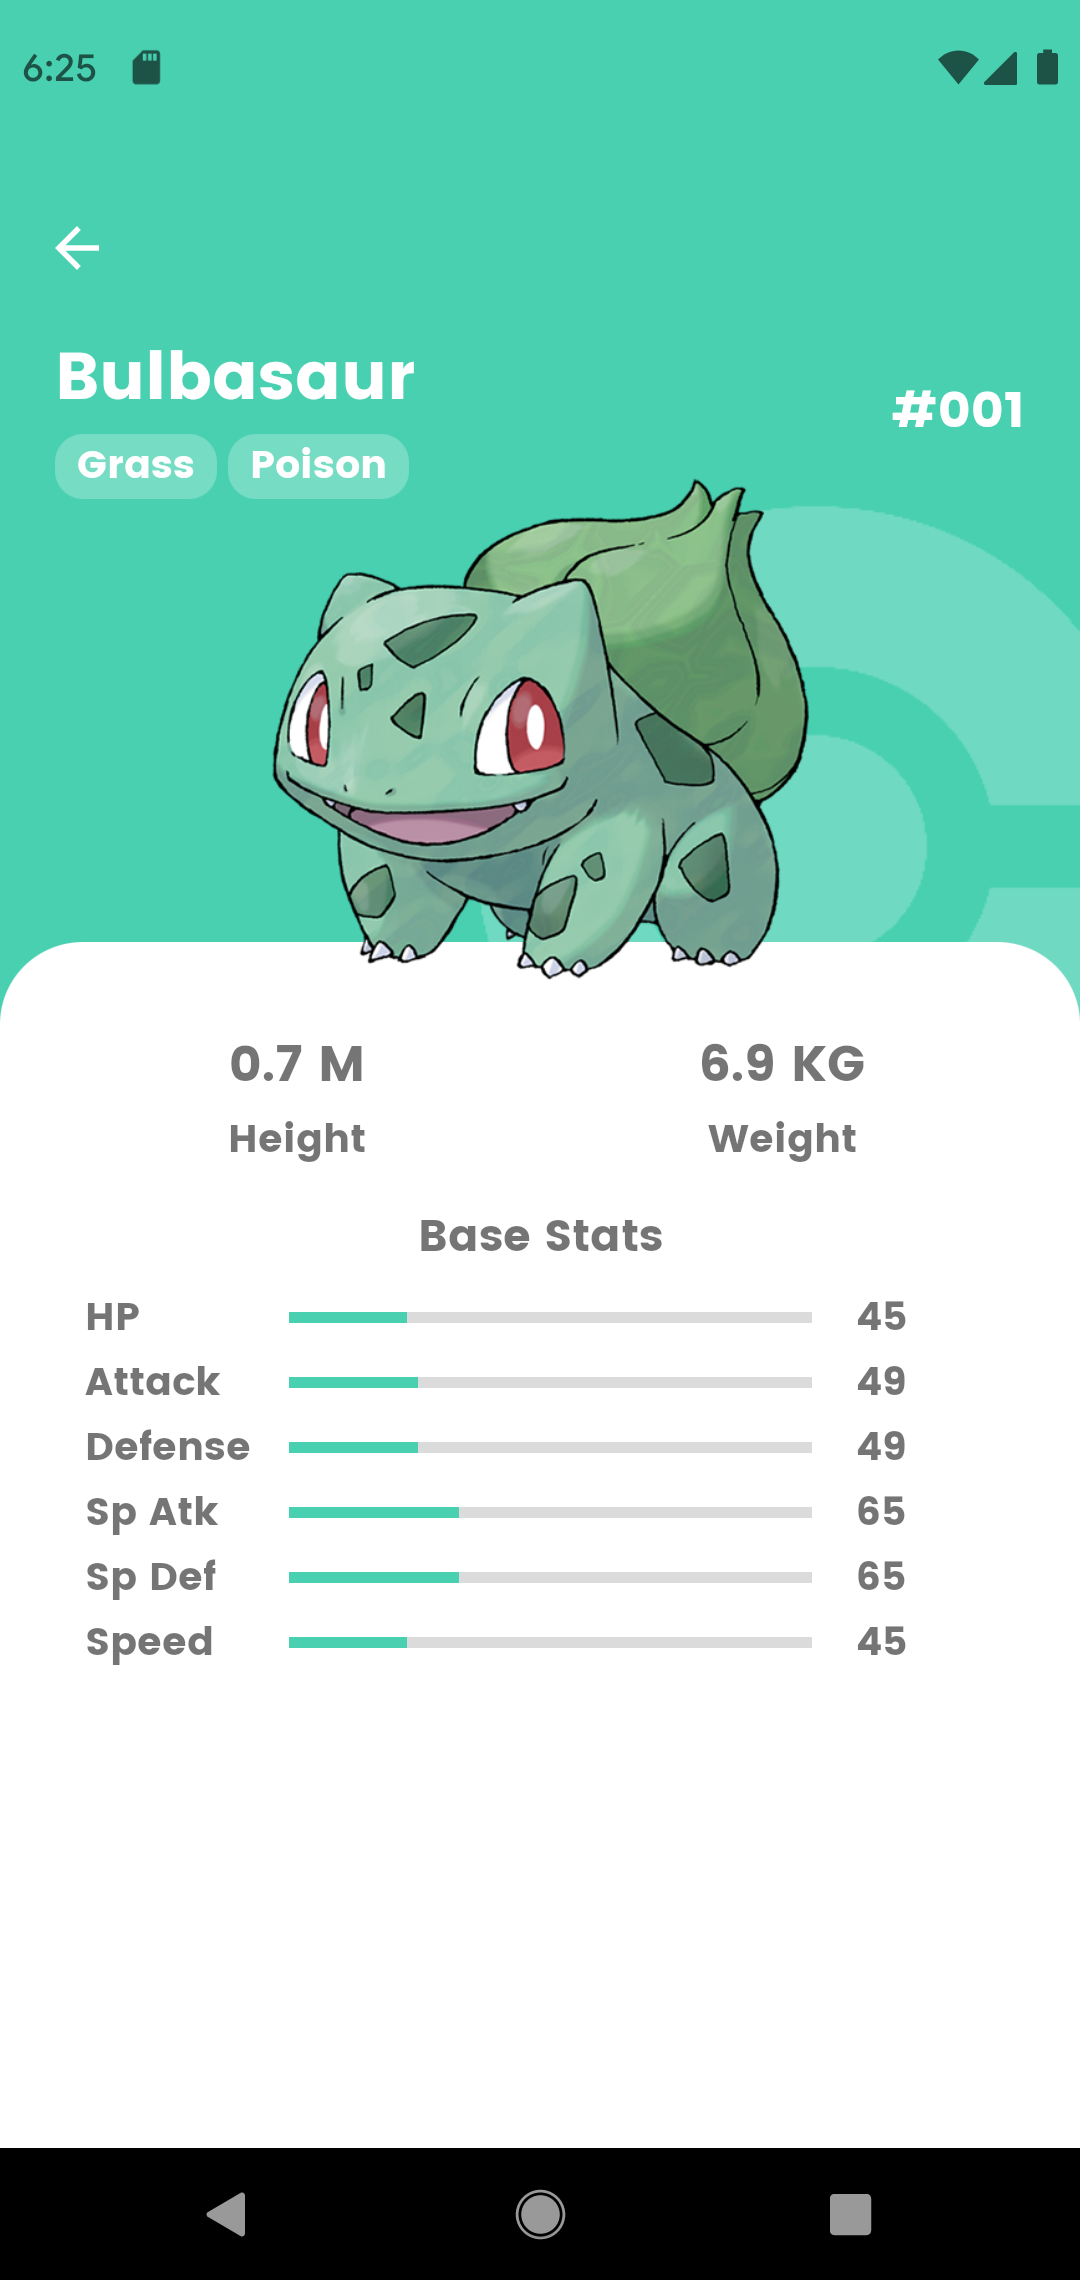 6:25
Bulbasaur
#001
Grass Poison
0.7 M 6.9 KG
Height Weight
Base Stats
HP 45
Attack 49
Defense 49
Sp Atk 65
Sp Def 65
Speed 45